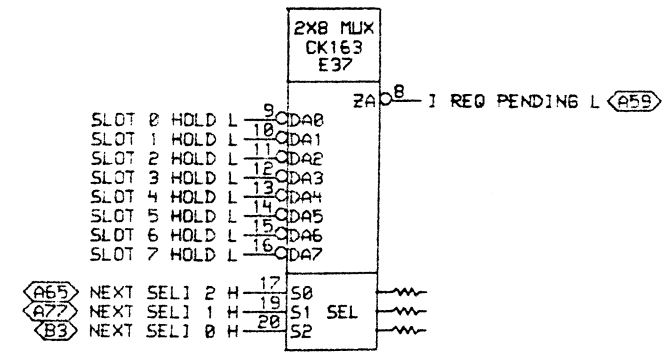 2X8 MUX
CK163
E37
ZA 8 I REQ PENDING L A59
SLOT 0 HOLD L 9 DA0
SLOT 1 HOLD L 10 DA1
SLOT 2 HOLD L 11 DA2
SLOT 3 HOLD L 12 DA3
SLOT 4 HOLD L 13 DA4
SLOT 5 HOLD L 14 DA5
SLOT 6 HOLD L 15 DA6
SLOT 7 HOLD L 16 DA7
A65 NEXT SELI 2 H 17 S0
A77 NEXT SELI 1 H 19 S1 SEL
B3 NEXT SELI 0 H 20 S2